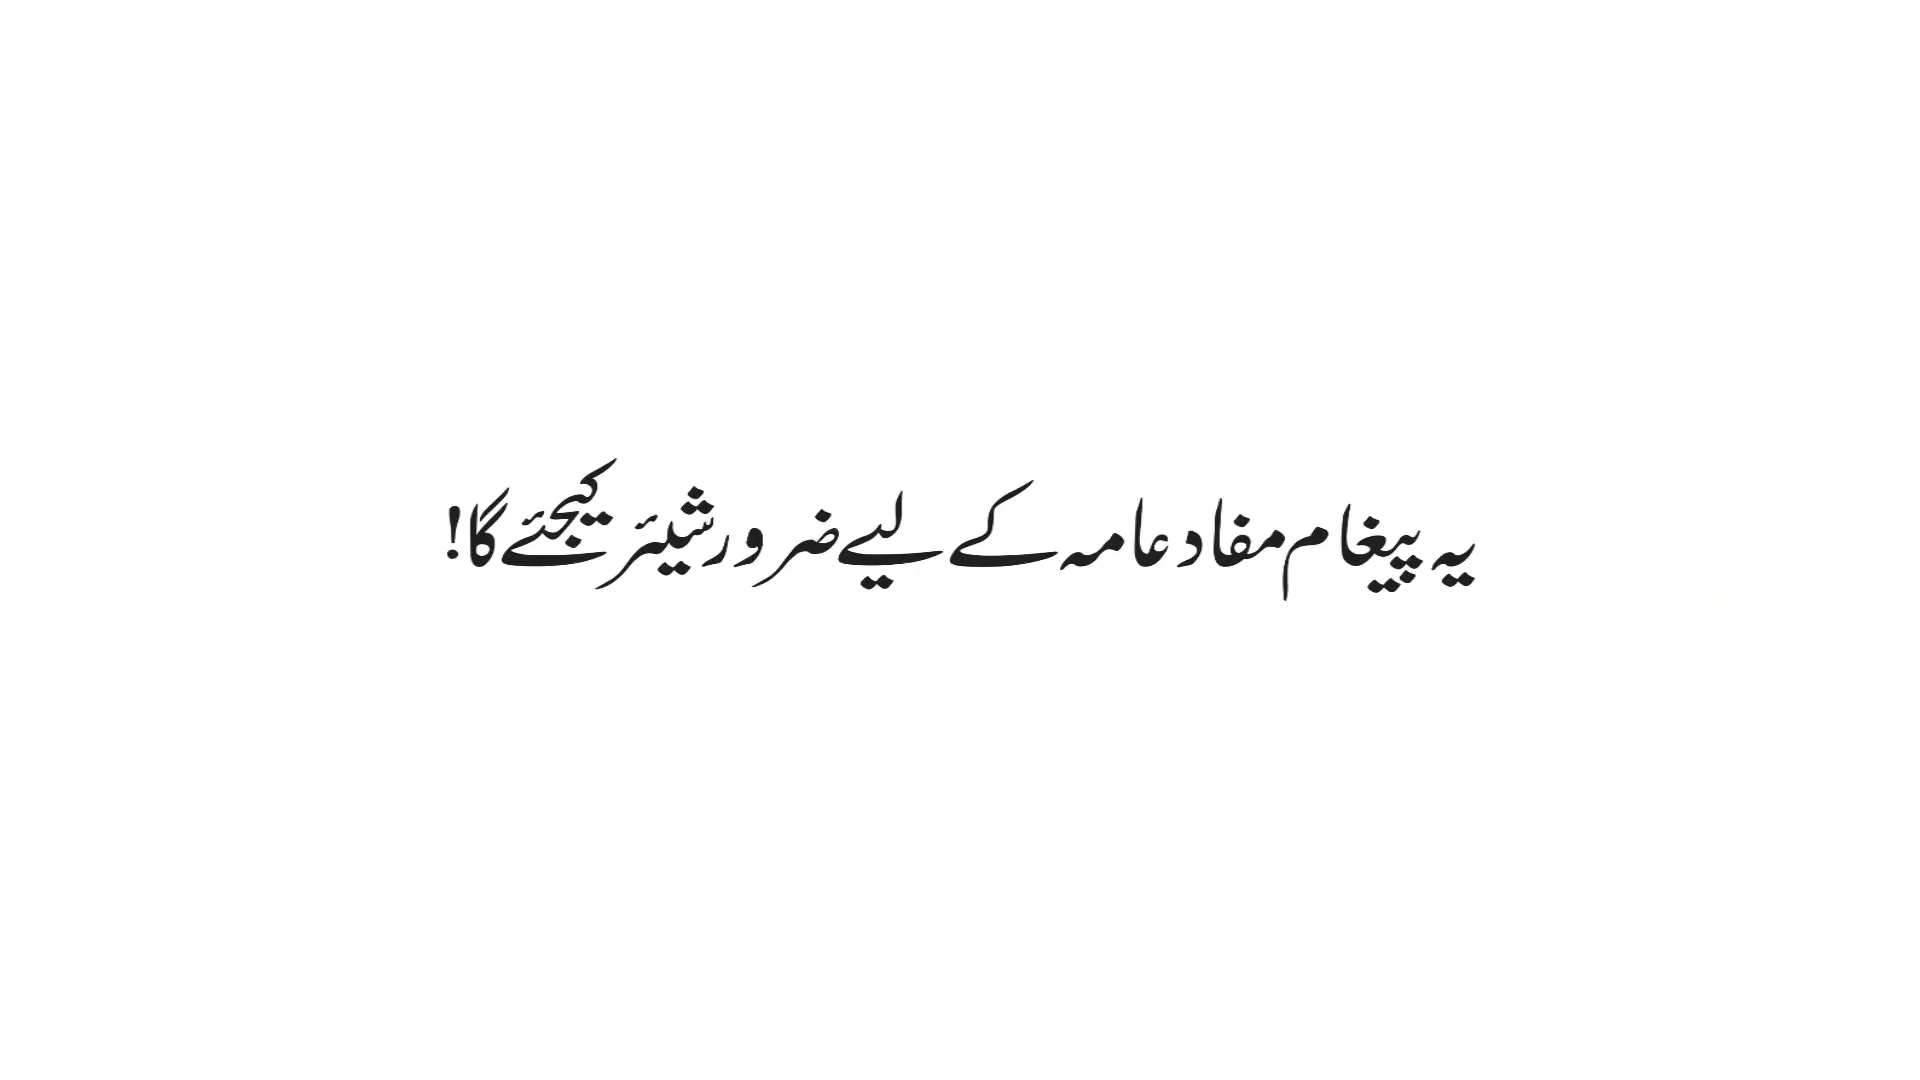 یہ پیغام مفاد عامہ کے لیے ضرور شیئر کیجئے گا!